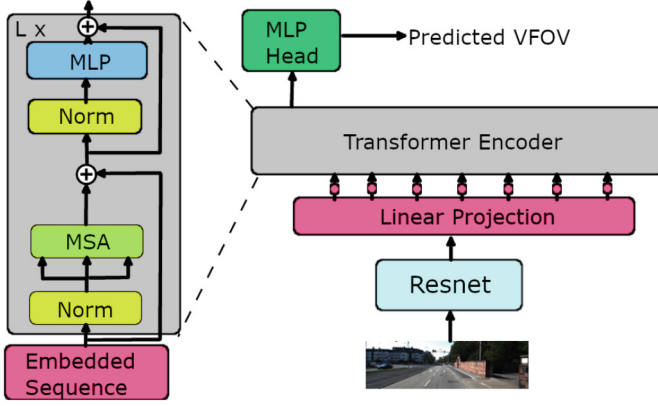 L x
MLP
Norm
MSA
Norm
Embedded
Sequence
MLP
Head
Predicted VFOV
Transformer Encoder
Linear Projection
Resnet